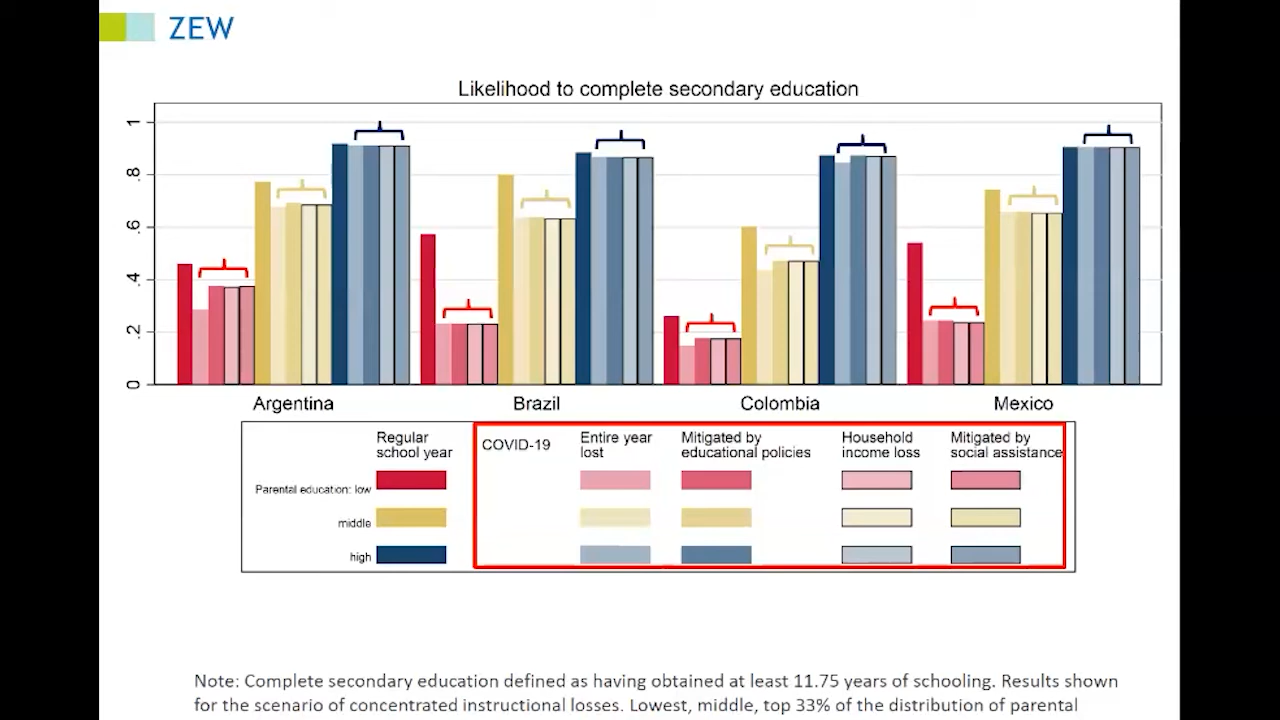 ZEW
Likelihood to complete secondary education
1
.8
.6
.4
.2
0
Argentina Brazil Colombia Mexico
Regular school year
COVID-19
Entire year lost
Mitigated by educational policies
Household income loss
Mitigated by social assistance
Parental education: low
middle
high
Note: Complete secondary education defined as having obtained at least 11.75 years of schooling. Results shown
for the scenario of concentrated instructional losses. Lowest, middle, top 33% of the distribution of parental